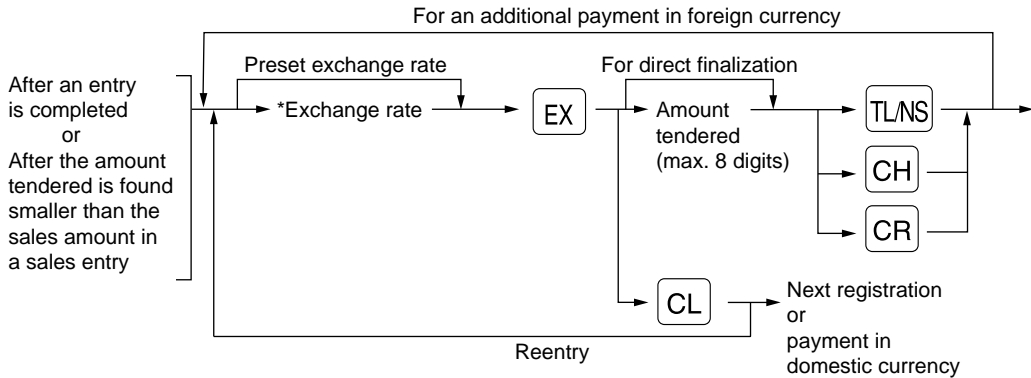 For an additional payment in foreign currency
After an entry
is completed
or
After the amount
tendered is found
smaller than the
sales amount in
a sales entry
Preset exchange rate
*Exchange rate
EX
For direct finalization
Amount
tendered
(max. 8 digits)
TL/NS
CH
CR
CL
Next registration
or
payment in
domestic currency
Reentry